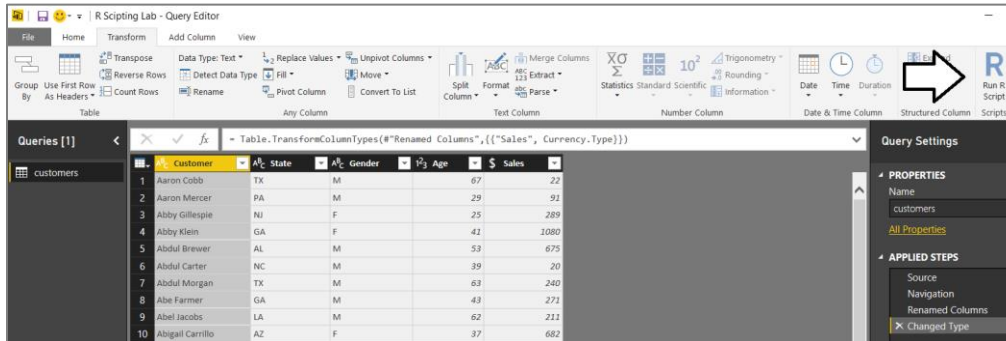 R Scipting Lab - Query Editor
File Home Transform Add Column View
Group By
Use First Row As Headers
Transpose
Reverse Rows
Count Rows
Table
Data Type: Text
Detect Data Type
Rename
Replace Values
Fill
Pivot Column
Unpivot Columns
Move
Convert To List
Any Column
Split Column
Format
Merge Columns
Extract
Parse
Text Column
Statistics
Standard
Scientific
Trigonometry
Rounding
Information
Number Column
Date
Time
Duration
Date & Time Column
Structured Column
Run R Script
Scripts
Queries [1]
customers
= Table.TransformColumnTypes(#"Renamed Columns",{{"Sales", Currency.Type}})
Customer State Gender Age $ Sales
1 Aaron Cobb TX M 67 22
2 Aaron Mercer PA M 29 91
3 Abby Gillespie NJ F 25 289
4 Abby Klein GA F 41 1080
5 Abdul Brewer AL M 53 675
6 Abdul Carter NC M 39 20
7 Abdul Morgan TX M 63 240
8 Abe Farmer GA M 43 271
9 Abel Jacobs LA M 62 211
10 Abigail Carrillo AZ F 37 682
Query Settings
PROPERTIES
Name
customers
All Properties
APPLIED STEPS
Source
Navigation
Renamed Columns
Changed Type